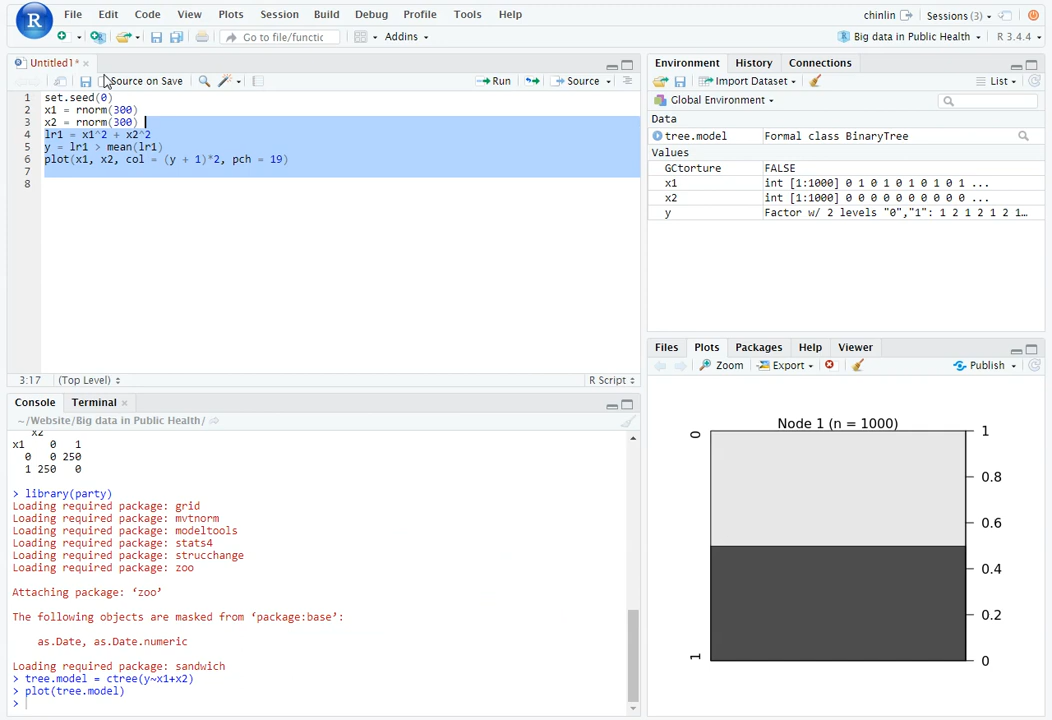 File Edit Code View Plots Session Build Debug Profile Tools Help
chinlin Sessions (3)
R
Go to file/functic Addins
Big data in Public Health R 3.4.4
Untitled1*
Source on Save Run Source
1 set.seed(0)
2 x1 = rnorm(300)
3 x2 = rnorm(300)
4 lr1 = x1^2 + x2^2
5 y = lr1 > mean(lr1)
6 plot(x1, x2, col = (y + 1)*2, pch = 19)
7
8
3:17 (Top Level) R Script
Console Terminal
~/Website/Big data in Public Health/
x2
x1 0 1
0 0 250
1 250 0
> library(party)
Loading required package: grid
Loading required package: mvtnorm
Loading required package: modeltools
Loading required package: stats4
Loading required package: strucchange
Loading required package: zoo
Attaching package: ‘zoo’
The following objects are masked from ‘package:base’:
as.Date, as.Date.numeric
Loading required package: sandwich
> tree.model = ctree(y~x1+x2)
> plot(tree.model)
>
Environment History Connections
Import Dataset List
Global Environment
Data
tree.model Formal class BinaryTree
Values
GCtorture FALSE
x1 int [1:1000] 0 1 0 1 0 1 0 1 0 1 ...
x2 int [1:1000] 0 0 0 0 0 0 0 0 0 0 ...
y Factor w/ 2 levels "0","1": 1 2 1 2 1 2 1…
Files Plots Packages Help Viewer
Zoom Export Publish
Node 1 (n = 1000)
0
1
1
0.8
0.6
0.4
0.2
0